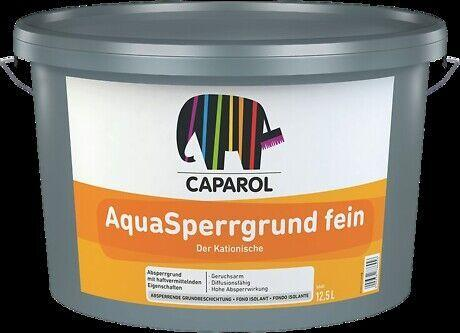 CAPAROL
AquaSperrgrund fein
Der Kationische
Absperrgrund
mit haftvermittelnden
Eigenschaften
· Geruchsarm
· Diffusionsfähig
· Hohe Absperrwirkung
12,5 L
ABSPERRENDE GRUNDBESCHICHTUNG • FOND ISOLANT • FONDO ISOLANTE